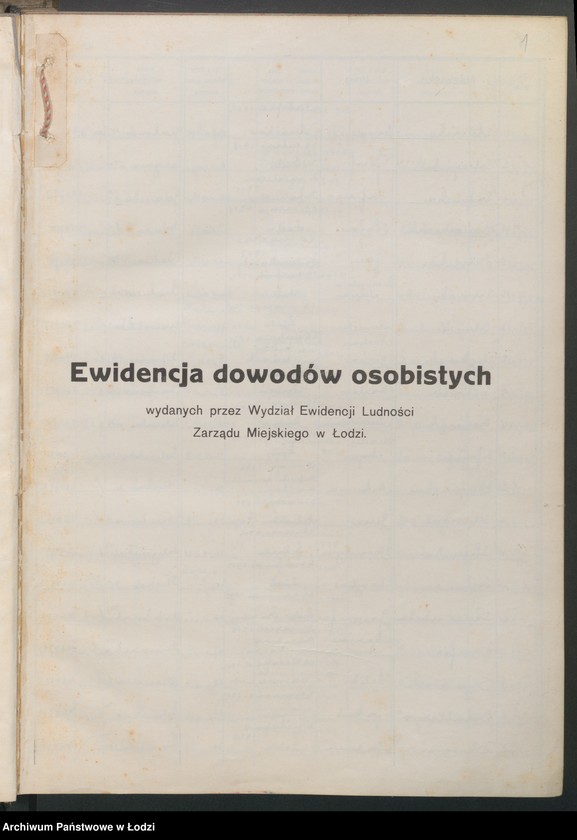 1
Ewidencja dowodów osobistych
wydanych przez Wydział Ewidencji Ludności
Zarządu Miejskiego w Łodzi.
Archiwum Państwowe w Łodzi